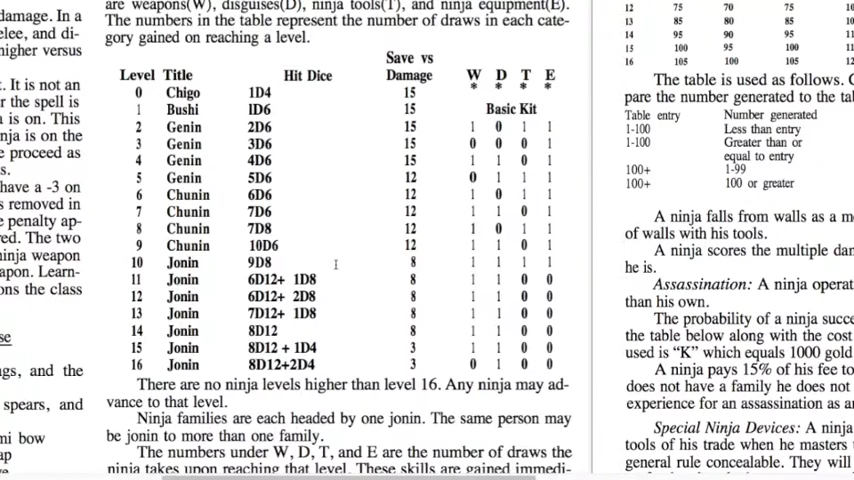 damage. In a
elee, and di-
higher versus
. It is not an
r the spell is
a is on. This
nja is on the
e proceed as
s.
have a -3 on
s removed in
e penalty ap-
red. The two
ninja weapon
apon. Learn-
ons the class
se
gs, and the
spears, and
mi bow
ap
are weapons(W), disguises(D), ninja tools(T), and ninja equipment(E).
The numbers in the table represent the number of draws in each cate-
gory gained on reaching a level.
Save vs
Level Title Hit Dice Damage W D T E
0 Chigo 1D4 15 * * * *
1 Bushi 1D6 15 Basic Kit
2 Genin 2D6 15 1 0 1 1
3 Genin 3D6 15 0 0 0 1
4 Genin 4D6 15 1 1 0 1
5 Genin 5D6 12 0 1 1 1
6 Chunin 6D6 12 1 0 1 1
7 Chunin 7D6 12 1 1 0 1
8 Chunin 7D8 12 1 0 1 1
9 Chunin 10D6 12 1 1 0 1
10 Jonin 9D8 8 1 1 1 1
11 Jonin 6D12+ 1D8 8 1 1 0 0
12 Jonin 6D12+ 2D8 8 1 1 0 0
13 Jonin 7D12+ 1D8 8 1 1 0 0
14 Jonin 8D12 8 1 1 0 0
15 Jonin 8D12 + 1D4 3 1 1 0 0
16 Jonin 8D12+2D4 3 0 1 0 0
There are no ninja levels higher than level 16. Any ninja may ad-
vance to that level.
Ninja families are each headed by one jonin. The same person may
be jonin to more than one family.
The numbers under W, D, T, and E are the number of draws the
ninja takes upon reaching that level. These skills are gained immedi-
12 75 70 75
13 85 80 85
14 95 90 95
15 100 95 100
16 105 100 105
The table is used as follows.
pare the number generated to the ta
Table entry Number generated
1-100 Less than entry
1-100 Greater than or
equal to entry
100+ 1-99
100+ 100 or greater
A ninja falls from walls as a m
of walls with his tools.
A ninja scores the multiple da
he is.
Assassination: A ninja operat
than his own.
The probability of a ninja succe
the table below along with the cost
used is “K” which equals 1000 gold
A ninja pays 15% of his fee to
does not have a family he does not
experience for an assassination as a
Special Ninja Devices: A ninja
tools of his trade when he masters
general rule concealable. They will